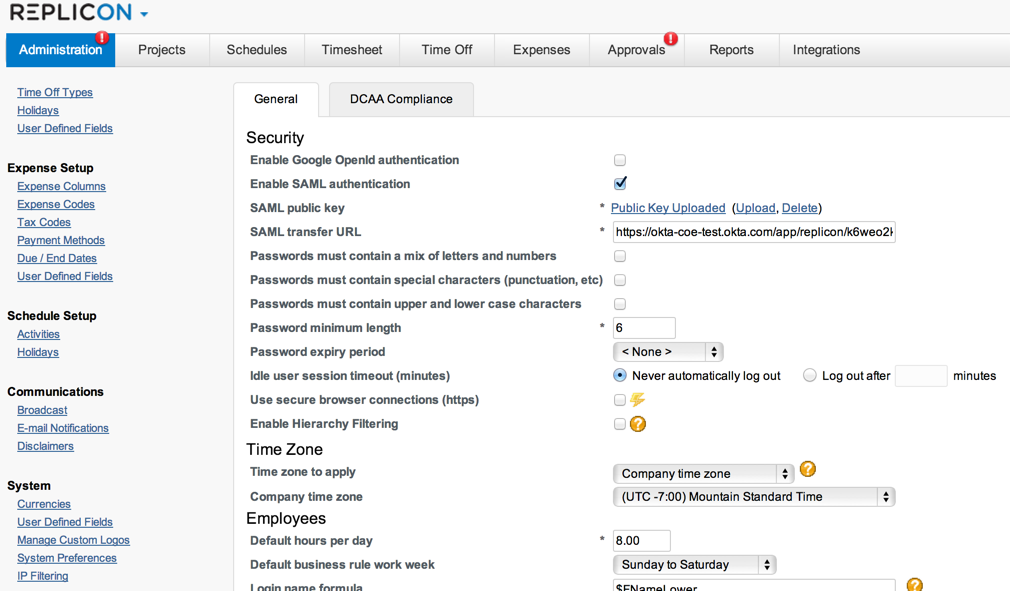 REPLICON
Administration Projects Schedules Timesheet Time Off Expenses Approvals Reports Integrations
Time Off Types
Holidays
User Defined Fields
Expense Setup
Expense Columns
Expense Codes
Tax Codes
Payment Methods
Due / End Dates
User Defined Fields
Schedule Setup
Activities
Holidays
Communications
Broadcast
E-mail Notifications
Disclaimers
System
Currencies
User Defined Fields
Manage Custom Logos
System Preferences
IP Filtering
General DCAA Compliance
Security
Enable Google OpenId authentication
Enable SAML authentication
SAML public key * Public Key Uploaded (Upload, Delete)
SAML transfer URL * https://okta-coe-test.okta.com/app/replicon/k6weo2
Passwords must contain a mix of letters and numbers
Passwords must contain special characters (punctuation, etc)
Passwords must contain upper and lower case characters
Password minimum length * 6
Password expiry period < None >
Idle user session timeout (minutes) Never automatically log out Log out after minutes
Use secure browser connections (https)
Enable Hierarchy Filtering ?
Time Zone
Time zone to apply Company time zone ?
Company time zone (UTC -7:00) Mountain Standard Time
Employees
Default hours per day * 8.00
Default business rule work week Sunday to Saturday
Login name formula $FNameLower ?